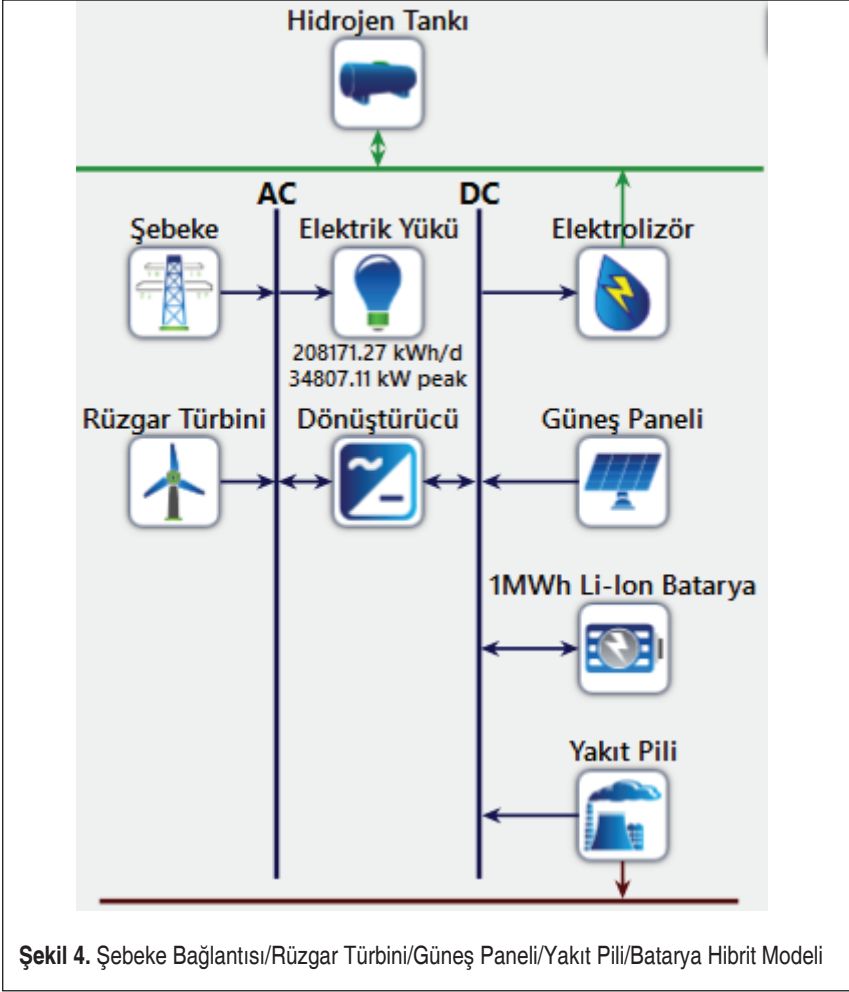 Hidrojen Tankı
AC
DC
Şebeke
Elektrik Yükü
Elektrolizör
208171.27 kWh/d
34807.11 kW peak
Rüzgar Türbini
Dönüştürücü
Güneş Paneli
1MWh Li-Ion Batarya
Yakıt Pili
Şekil 4. Şebeke Bağlantısı/Rüzgar Türbini/Güneş Paneli/Yakıt Pili/Batarya Hibrit Modeli